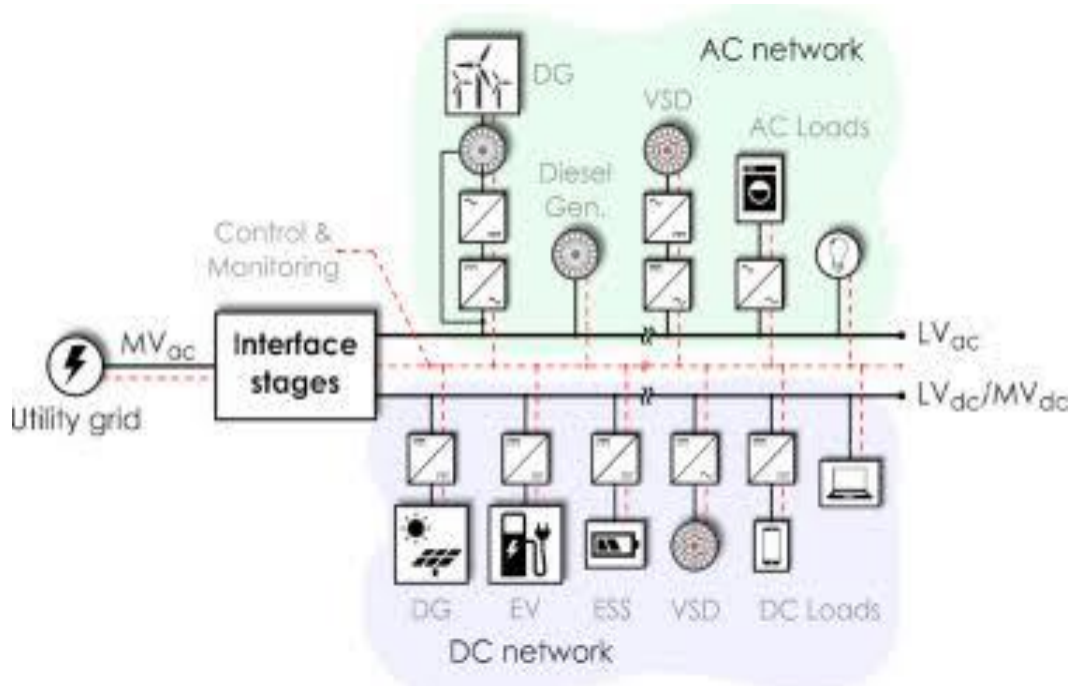 AC network
DG
VSD
AC Loads
Diesel
Gen.
Control &
Monitoring
MVac
Interface
stages
LVac
Utility grid
LVdc/MVdc
DG
EV
ESS
VSD
DC Loads
DC network